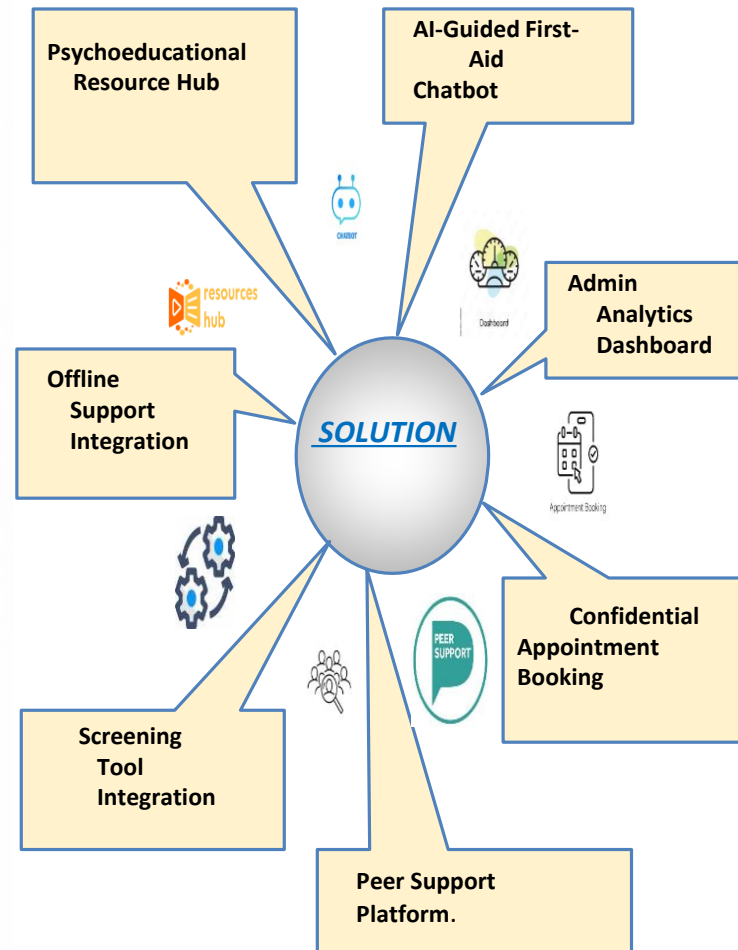 Psychoeducational
Resource Hub
AI-Guided First-
Aid
Chatbot
CHATBOT
resources
hub
Dashboard
Admin
Analytics
Dashboard
Offline
Support
Integration
SOLUTION
Appointment Booking
PEER
SUPPORT
Confidential
Appointment
Booking
Screening
Tool
Integration
Peer Support
Platform.